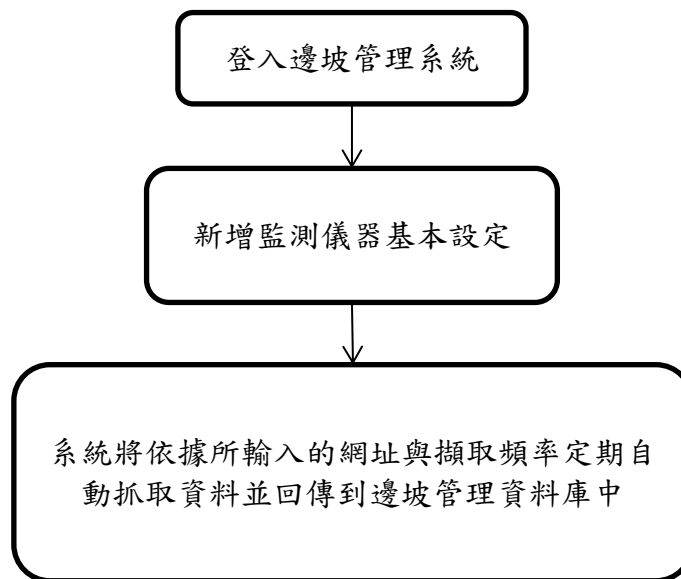 登入邊坡管理系統
新增監測儀器基本設定
系統將依據所輸入的網址與擷取頻率定期自
動抓取資料並回傳到邊坡管理資料庫中